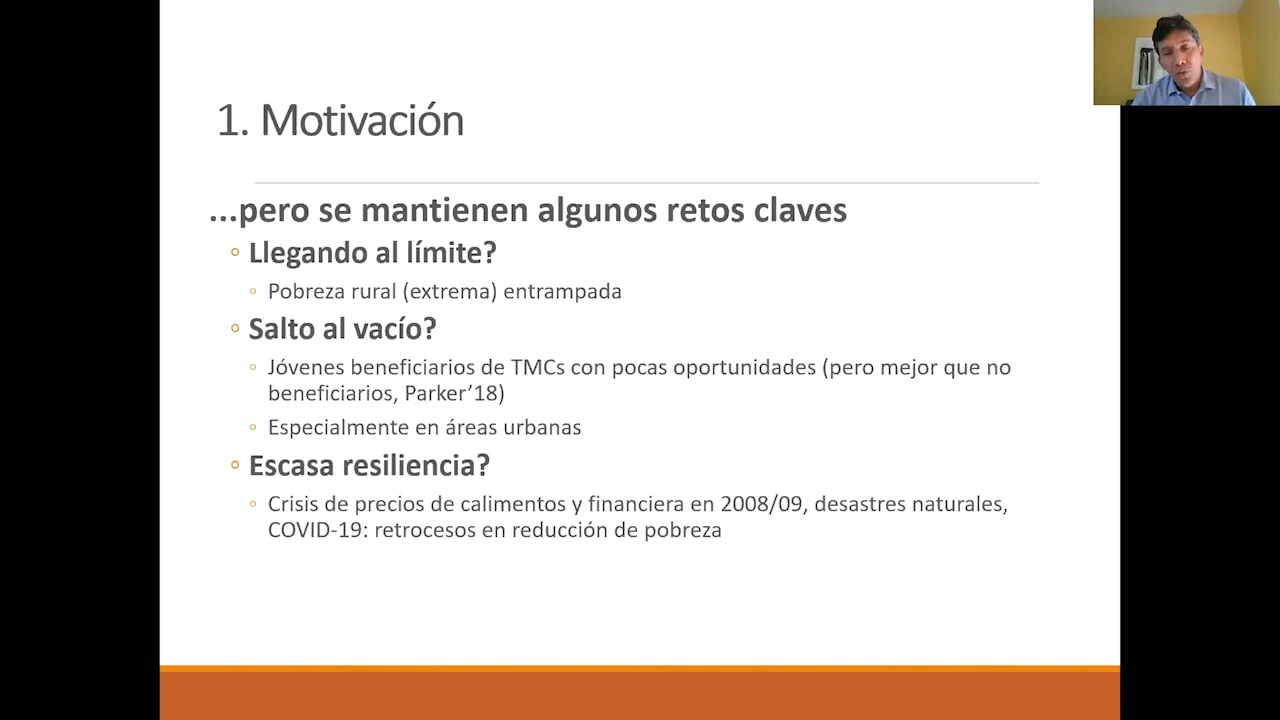 1. Motivación
...pero se mantienen algunos retos claves
Llegando al límite?
Pobreza rural (extrema) entrampada
Salto al vacío?
Jóvenes beneficiarios de TMCs con pocas oportunidades (pero mejor que no
beneficiarios, Parker’18)
Especialmente en áreas urbanas
Escasa resiliencia?
Crisis de precios de calimentos y financiera en 2008/09, desastres naturales,
COVID-19: retrocesos en reducción de pobreza